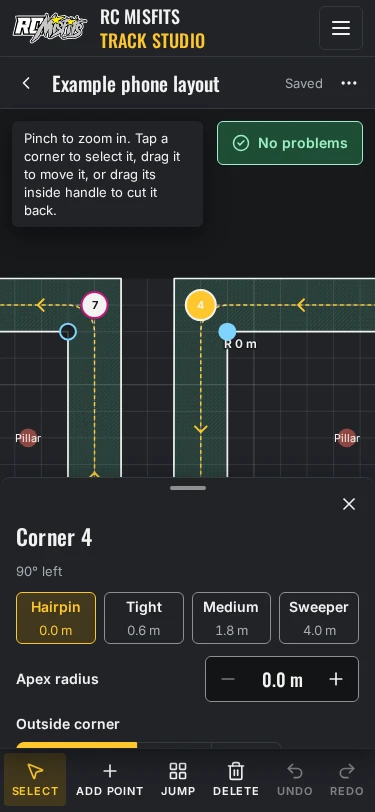 RC Misfits
RC MISFITS
TRACK STUDIO
Example phone layout
Saved
Pinch to zoom in. Tap a
corner to select it, drag it
to move it, or drag its
inside handle to cut it
back.
No problems
7
4
R 0 m
Pillar
Pillar
Corner 4
90° left
Hairpin
0.0 m
Tight
0.6 m
Medium
1.8 m
Sweeper
4.0 m
Apex radius
0.0 m
Outside corner
SELECT
ADD POINT
JUMP
DELETE
UNDO
REDO